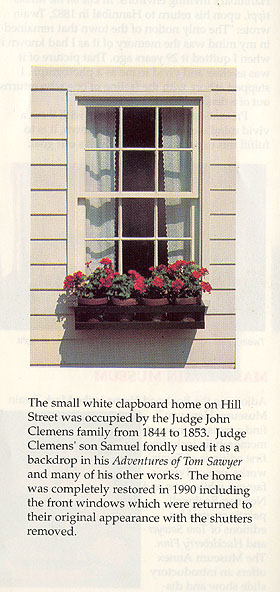 The small white clapboard home on Hill
Street was occupied by the Judge John
Clemens family from 1844 to 1853.  Judge
Clemens' son Samuel fondly used it as a
backdrop in his Adventures of Tom Sawyer
and many of his other works.  The home
was completely restored in 1990 including
the front windows which were returned to
their original appearance with the shutters
removed.